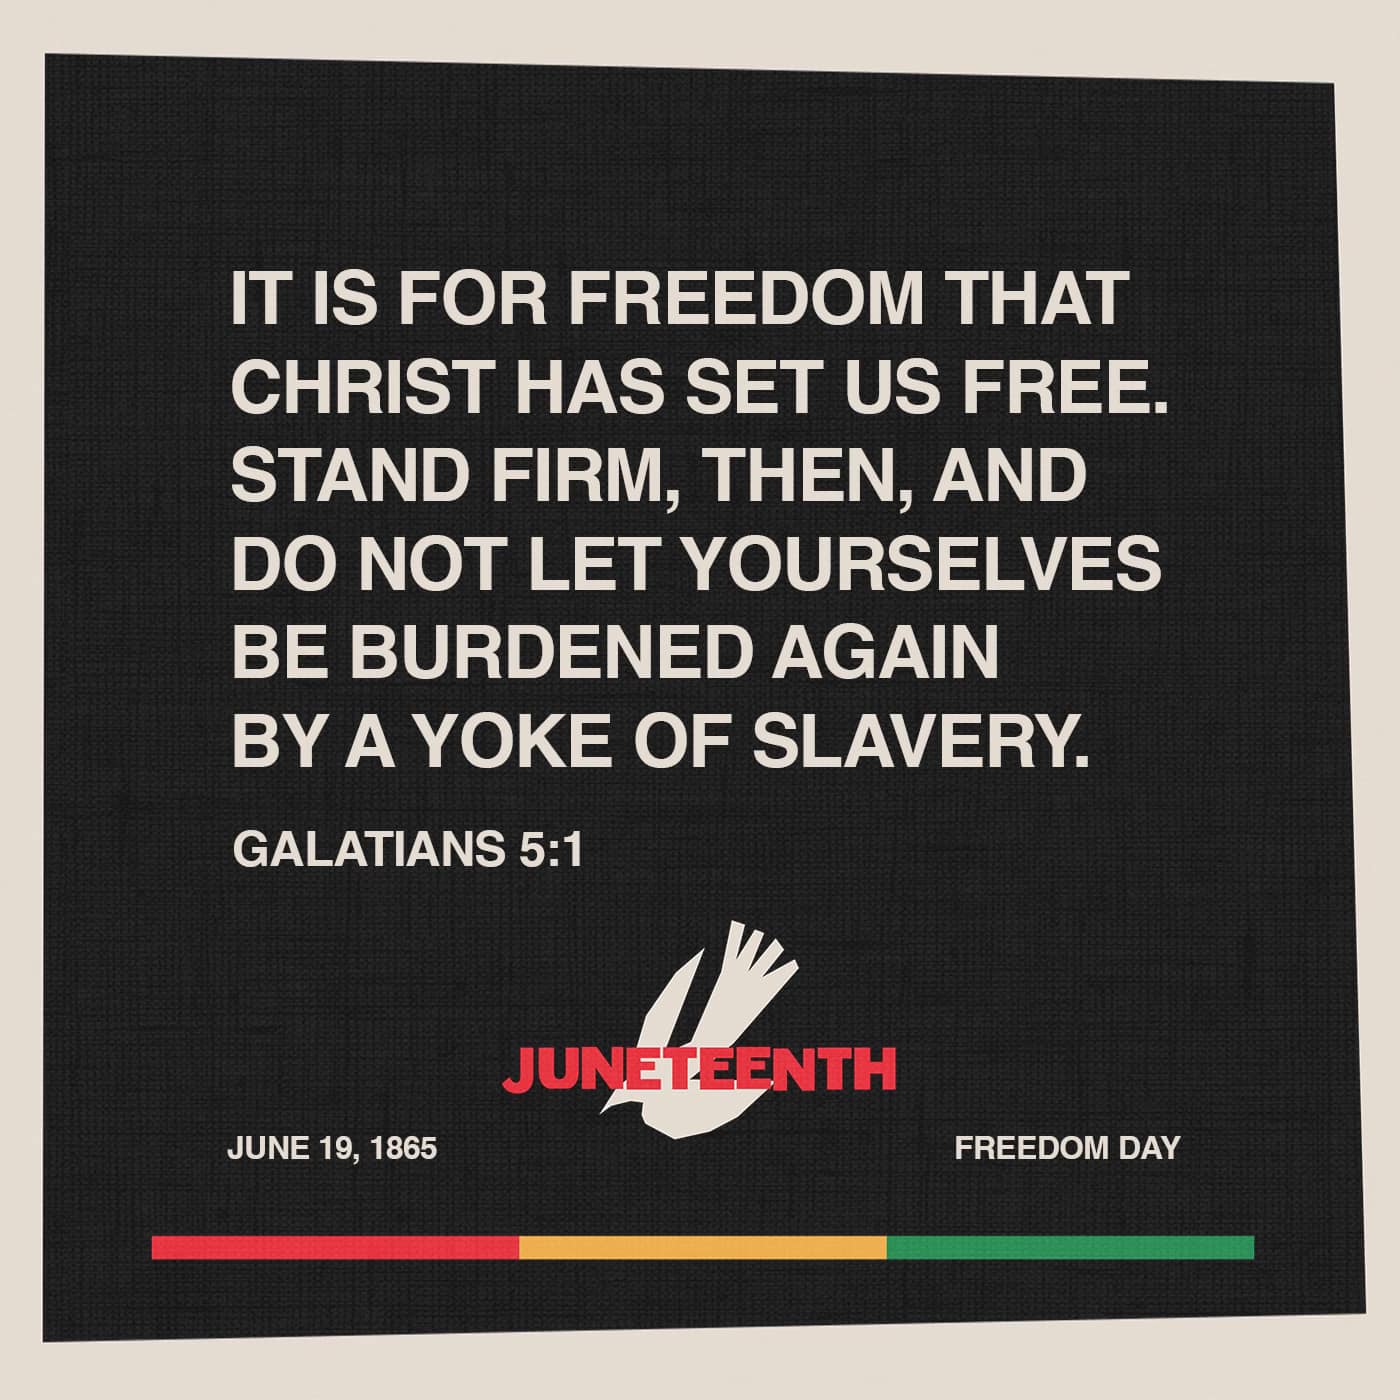 IT IS FOR FREEDOM THAT
CHRIST HAS SET US FREE.
STAND FIRM, THEN, AND
DO NOT LET YOURSELVES
BE BURDENED AGAIN
BY A YOKE OF SLAVERY.
GALATIANS 5:1
JUNETEENTH
JUNE 19, 1865
FREEDOM DAY